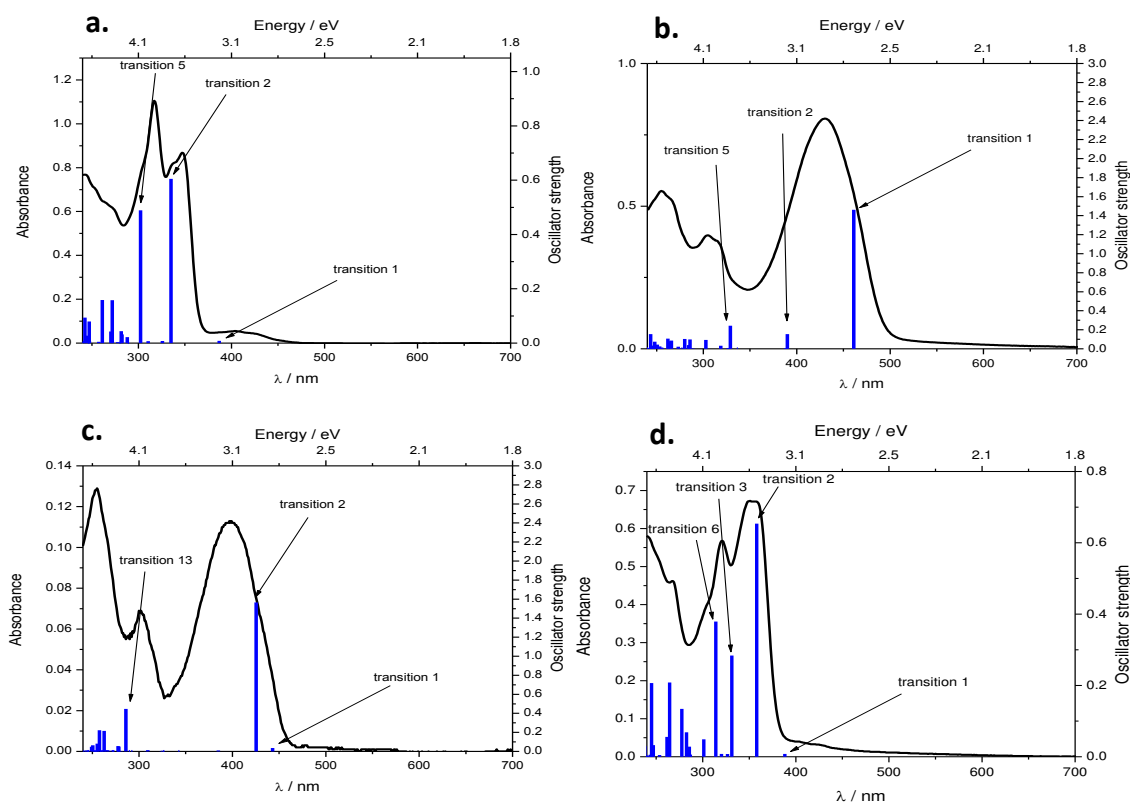 a.
Energy / eV
4.1 3.1 2.5 2.1 1.8
transition 5
transition 2
transition 1
1.2
1.0
0.8
0.6
0.4
0.2
0.0
Absorbance
1.0
0.8
0.6
0.4
0.2
0.0
Oscillator strength
300 400 500 600 700
λ / nm
b.
Energy / eV
4.1 3.1 2.5 2.1 1.8
transition 2
transition 1
transition 5
1.0
0.5
0.0
Absorbance
3.0
2.8
2.6
2.4
2.2
2.0
1.8
1.6
1.4
1.2
1.0
0.8
0.6
0.4
0.2
0.0
Oscillator strength
300 400 500 600 700
λ / nm
c.
Energy / eV
4.1 3.1 2.5 2.1 1.8
transition 2
transition 13
transition 1
0.14
0.12
0.10
0.08
0.06
0.04
0.02
0.00
Absorbance
3.0
2.8
2.6
2.4
2.2
2.0
1.8
1.6
1.4
1.2
1.0
0.8
0.6
0.4
0.2
0.0
Oscillator strength
300 400 500 600 700
λ / nm
d.
Energy / eV
4.1 3.1 2.5 2.1 1.8
transition 3
transition 2
transition 6
transition 1
0.7
0.6
0.5
0.4
0.3
0.2
0.1
0.0
Absorbance
0.8
0.6
0.4
0.2
0.0
Oscillator strength
300 400 500 600 700
λ / nm